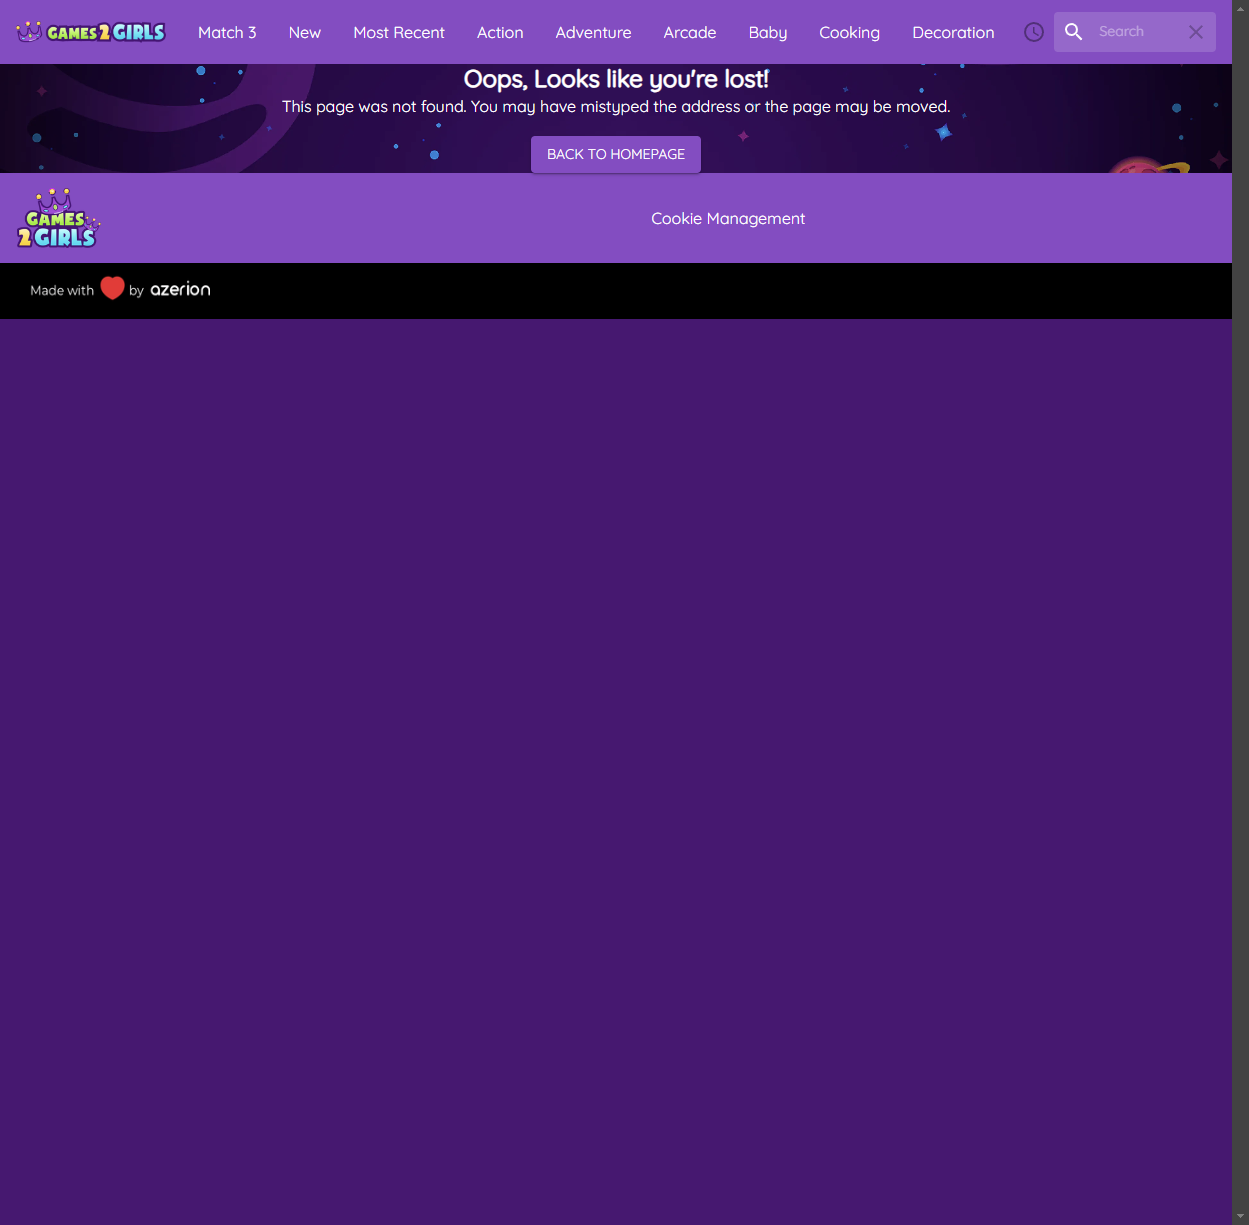 GAMES 2 GIRLS
Match 3
New
Most Recent
Action
Adventure
Arcade
Baby
Cooking
Decoration
Search
Oops, Looks like you're lost!
This page was not found. You may have mistyped the address or the page may be moved.
BACK TO HOMEPAGE
GAMES
2 GIRLS
Cookie Management
Made with by azerion